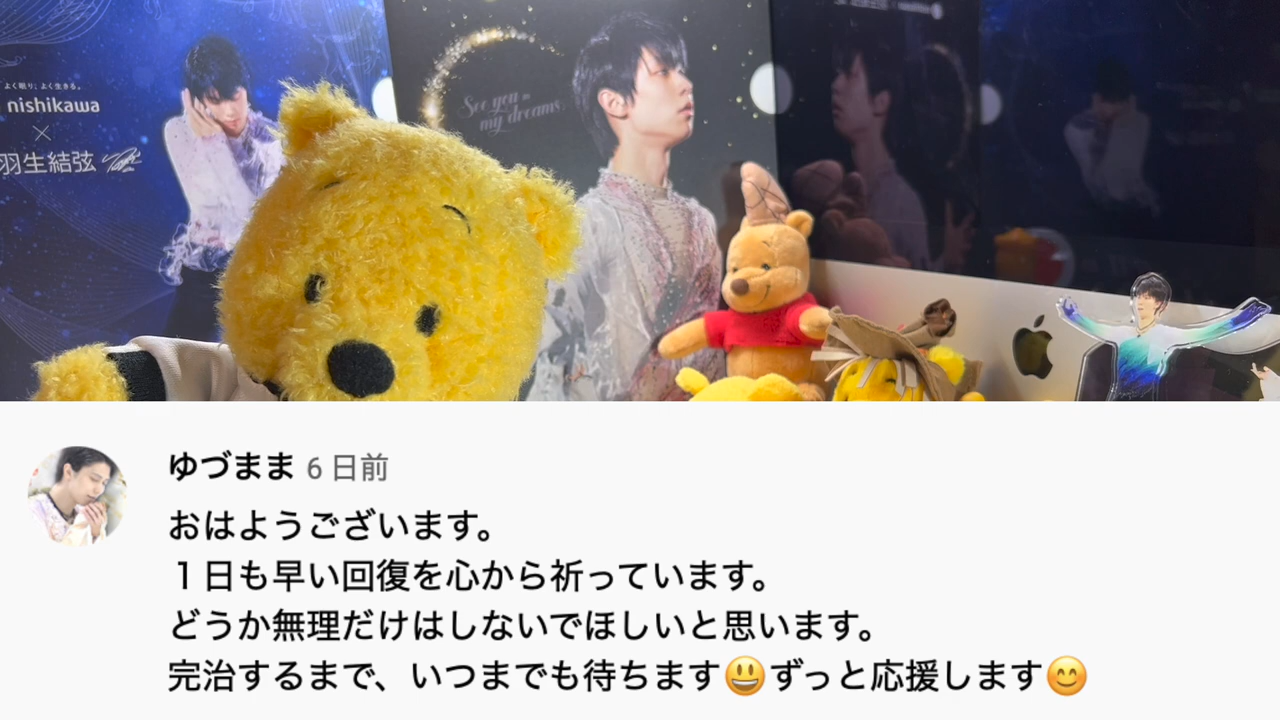 よく眠り、よく生きる。
nishikawa
×
羽生結弦
See you in
my dreams.
ゆづまま 6日前
おはようございます。
１日も早い回復を心から祈っています。
どうか無理だけはしないでほしいと思います。
完治するまで、いつまでも待ちます😃ずっと応援します😊